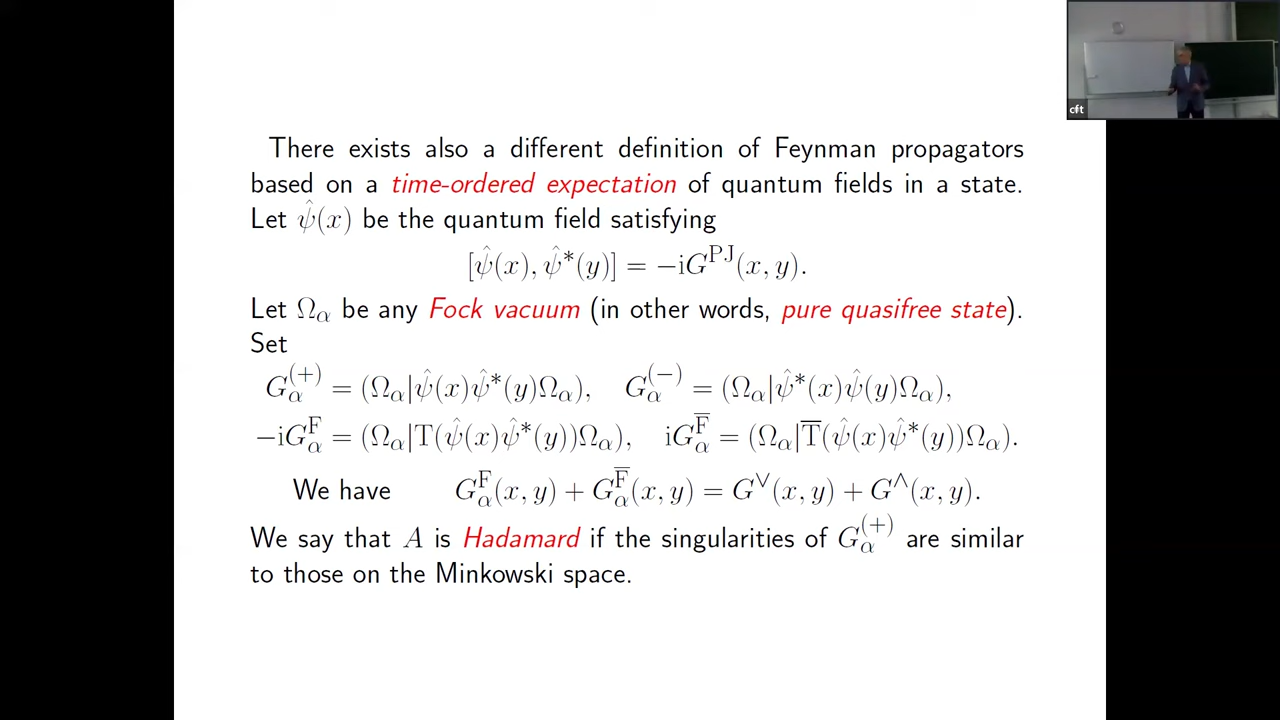 There exists also a different definition of Feynman propagators
based on a time-ordered expectation of quantum fields in a state.
Let ψ̂(x) be the quantum field satisfying
[ψ̂(x), ψ̂*(y)] = −iG^PJ(x, y).
Let Ω_α be any Fock vacuum (in other words, pure quasifree state).
Set
G_α^(+) = (Ω_α|ψ̂(x)ψ̂*(y)Ω_α), G_α^(−) = (Ω_α|ψ̂*(x)ψ̂(y)Ω_α),
−iG_α^F = (Ω_α|T(ψ̂(x)ψ̂*(y))Ω_α), iG_α^F̅ = (Ω_α|T̅(ψ̂(x)ψ̂*(y))Ω_α).
We have G_α^F(x, y) + G_α^F̅(x, y) = G^∨(x, y) + G^∧(x, y).
We say that A is Hadamard if the singularities of G_α^(+) are similar
to those on the Minkowski space.
cft